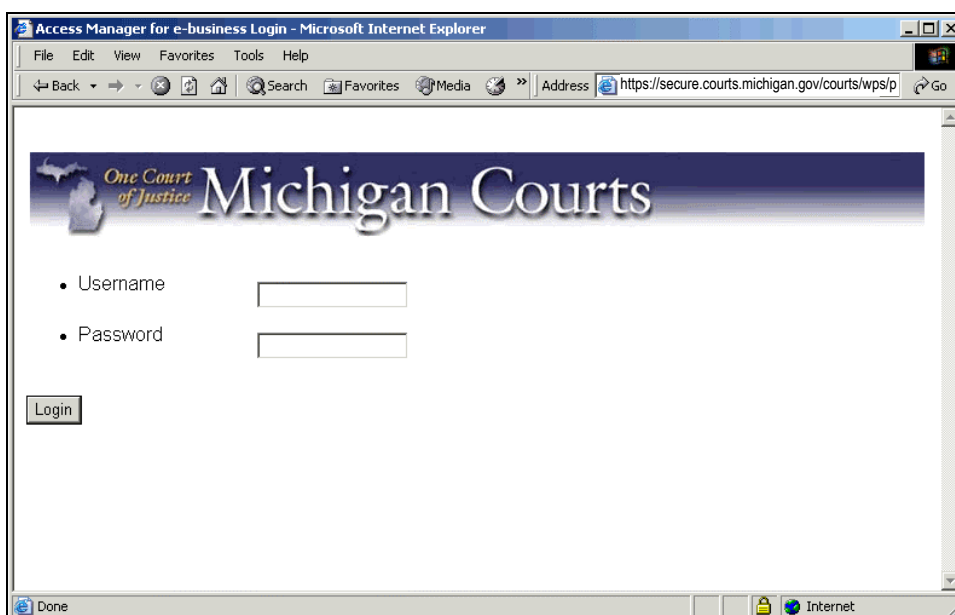 Access Manager for e-business Login - Microsoft Internet Explorer
File Edit View Favorites Tools Help
Back Search Favorites Media » Address https://secure.courts.michigan.gov/courts/wps/p Go
One Court of Justice Michigan Courts
• Username
• Password
Login
Done Internet